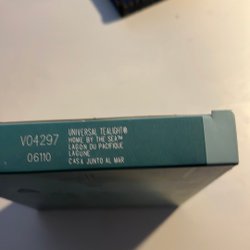 V04297
06110
UNIVERSAL TEALIGHT®
HOME BY THE SEA™
LAGON DU PACIFIQUE
LAGUNE
CASA JUNTO AL MAR